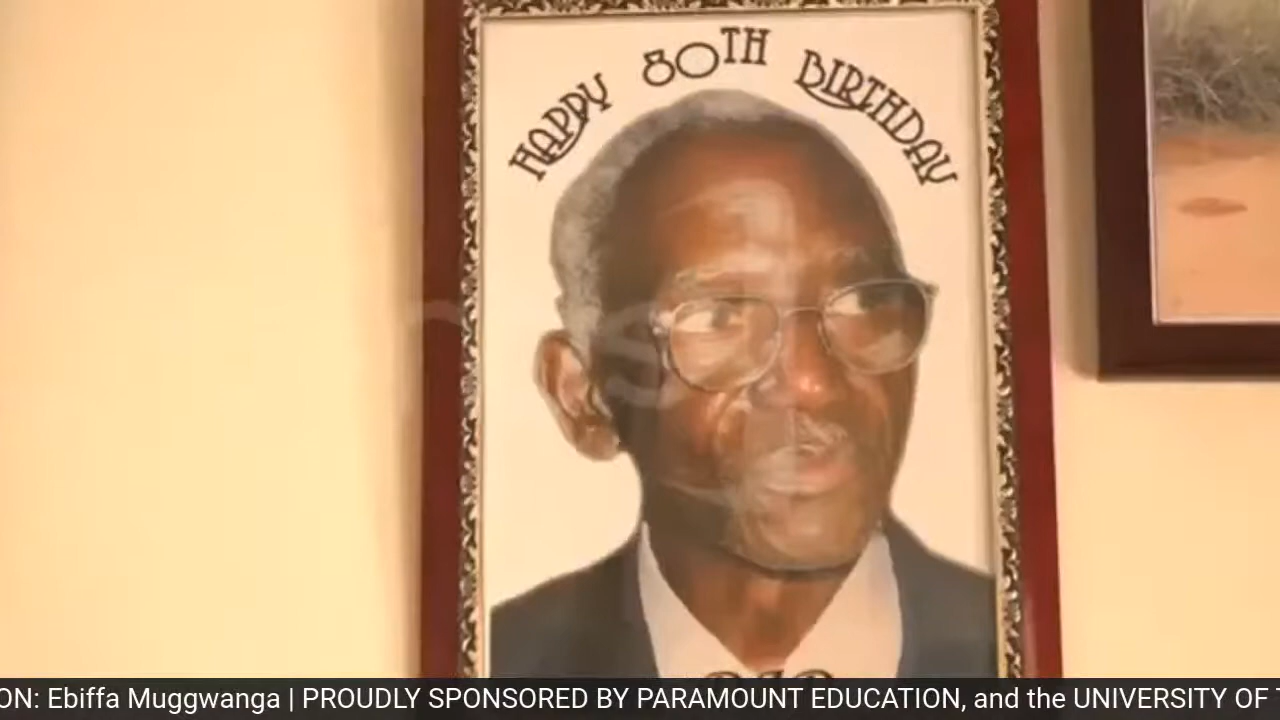 HAPPY 80TH BIRTHDAY
ON: Ebiffa Muggwanga | PROUDLY SPONSORED BY PARAMOUNT EDUCATION, and the UNIVERSITY OF